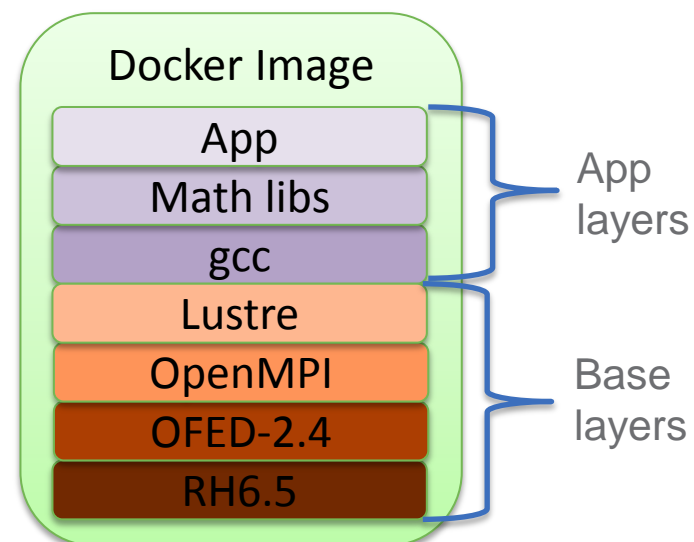 Docker Image
App
Math libs
gcc
Lustre
OpenMPI
OFED-2.4
RH6.5
App
layers
Base
layers